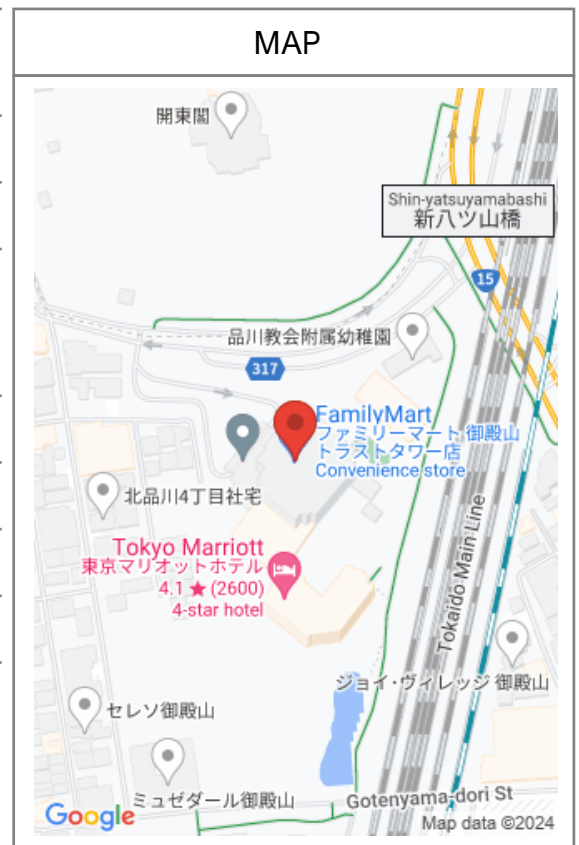 MAP
開東閣
Shin-yatsuyamabashi
新八ツ山橋
15
品川教会附属幼稚園
317
FamilyMart
ファミリーマート 御殿山
トラストタワー店
Convenience store
北品川4丁目社宅
Tokyo Marriott
東京マリオットホテル
4.1 ★ (2600)
4-star hotel
Tokaido Main Line
ジョイ・ヴィレッジ 御殿山
セレソ御殿山
ミュゼダール御殿山
Gotenyama-dori St
Google
Map data ©2024